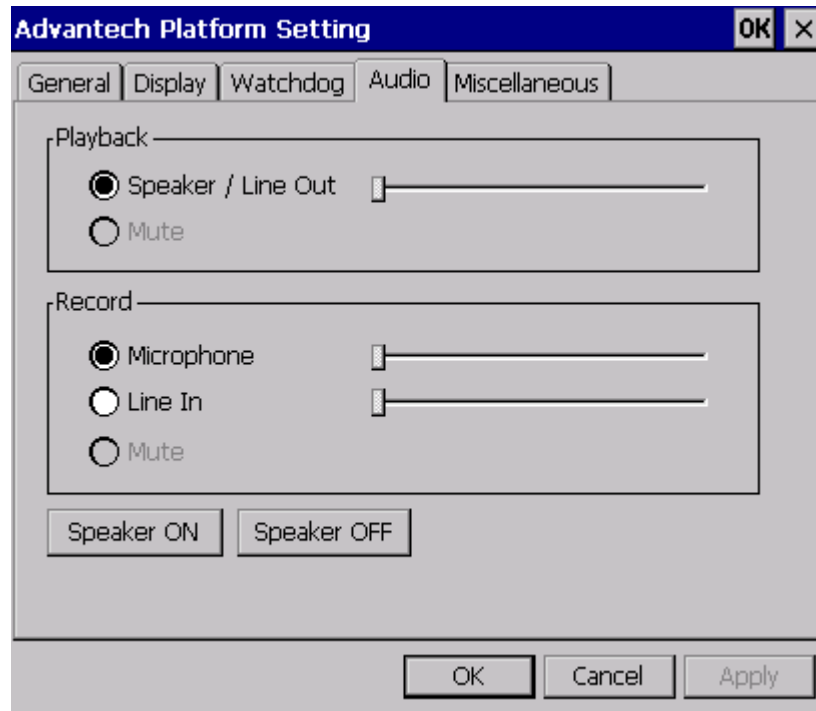 Advantech Platform Setting OK ×
General Display Watchdog Audio Miscellaneous
Playback
Speaker / Line Out
Mute
Record
Microphone
Line In
Mute
Speaker ON Speaker OFF
OK Cancel Apply